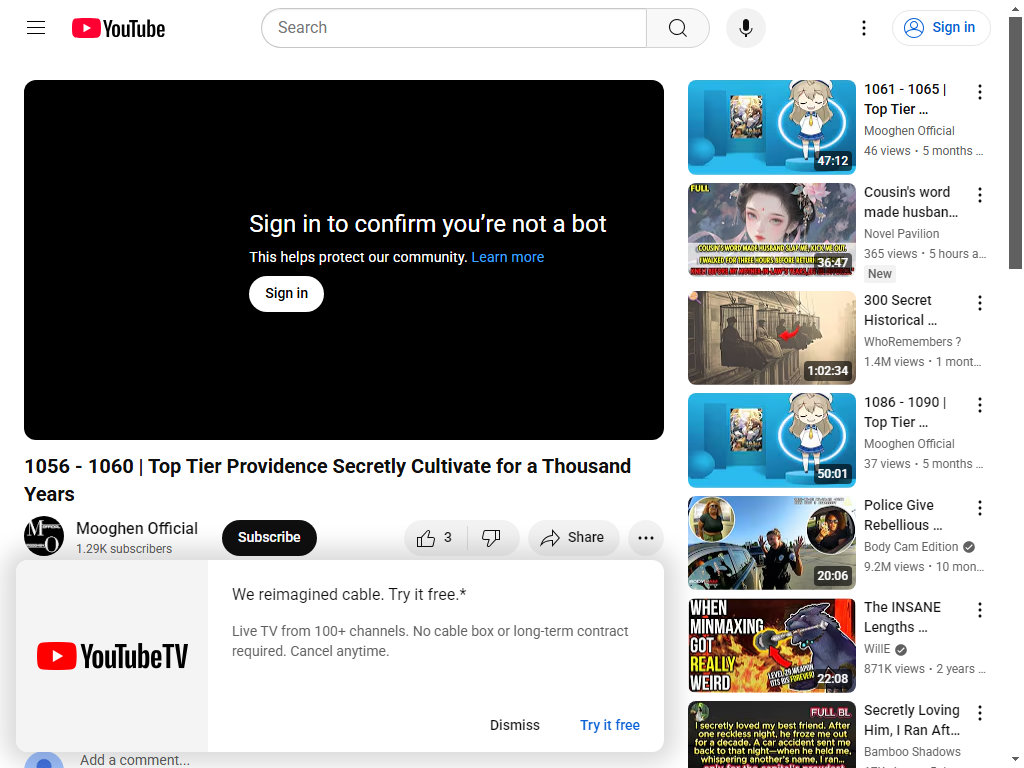 YouTube
Search
Sign in
Sign in to confirm you’re not a bot
This helps protect our community. Learn more
Sign in
1056 - 1060 | Top Tier Providence Secretly Cultivate for a Thousand
Years
Mooghen Official
1.29K subscribers
Subscribe
3
Share
We reimagined cable. Try it free.*
Live TV from 100+ channels. No cable box or long-term contract
required. Cancel anytime.
YouTubeTV
Dismiss
Try it free
Add a comment...
1061 - 1065 |
Top Tier ...
Mooghen Official
46 views • 5 months ...
47:12
FULL
COUSIN'S WORD MADE HUSBAND SLAP ME, KICK ME OUT.
I WALKED FOR THREE HOURS BEFORE
36:47
Cousin's word
made husban...
Novel Pavilion
365 views • 5 hours a...
New
1:02:34
300 Secret
Historical ...
WhoRemembers ?
1.4M views • 1 mont...
50:01
1086 - 1090 |
Top Tier ...
Mooghen Official
37 views • 5 months ...
20:06
Police Give
Rebellious ...
Body Cam Edition
9.2M views • 10 mon...
WHEN
MINMAXING
GOT
REALLY
WEIRD
LEVEL 20 WEAPON
ITS HIS FOREVER!
22:08
The INSANE
Lengths ...
WillE
871K views • 2 years ...
FULL BL
I secretly loved my best friend. After
one reckless night, he froze me out
for a decade. A car accident sent me
back to that night—when he held me,
whispering another's name, I ran...
Secretly Loving
Him, I Ran Aft...
Bamboo Shadows